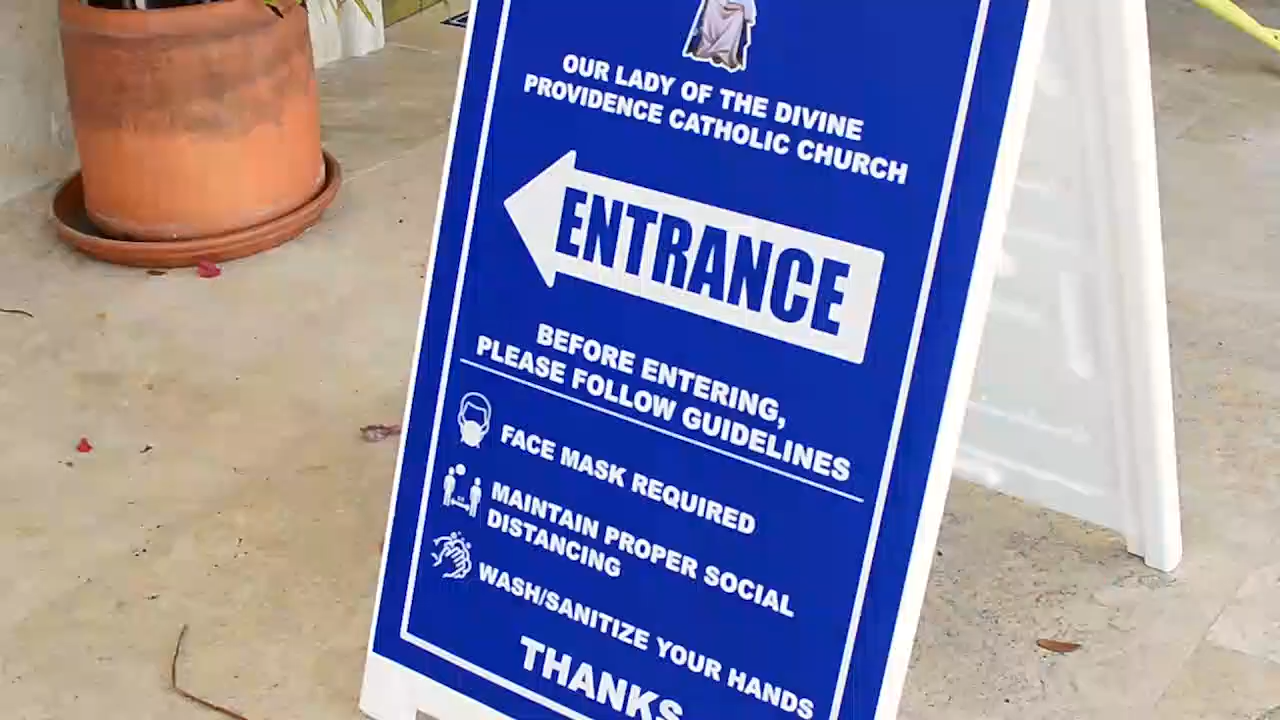 OUR LADY OF THE DIVINE
PROVIDENCE CATHOLIC CHURCH
ENTRANCE
BEFORE ENTERING,
PLEASE FOLLOW GUIDELINES
FACE MASK REQUIRED
MAINTAIN PROPER SOCIAL
DISTANCING
WASH/SANITIZE YOUR HANDS
THANKS